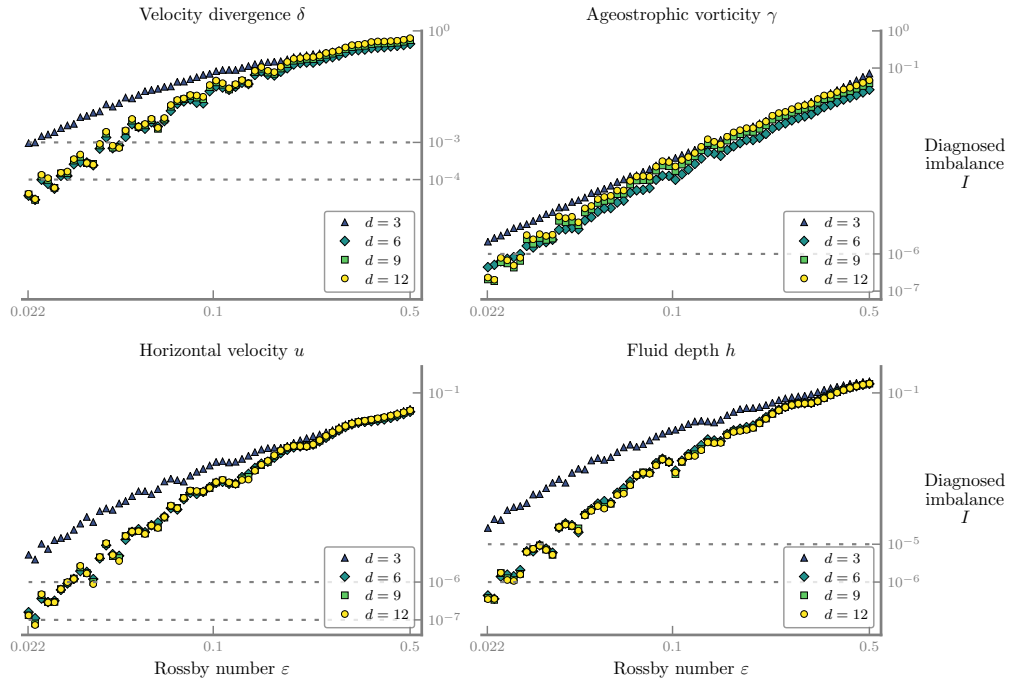 Velocity divergence δ
10⁰
10⁻³
10⁻⁴
d = 3
d = 6
d = 9
d = 12
0.022
0.1
0.5
Ageostrophic vorticity γ
10⁰
10⁻¹
10⁻⁶
10⁻⁷
d = 3
d = 6
d = 9
d = 12
0.022
0.1
0.5
Diagnosed
imbalance
I
Horizontal velocity u
10⁻¹
10⁻⁶
10⁻⁷
d = 3
d = 6
d = 9
d = 12
0.022
0.1
0.5
Rossby number ε
Fluid depth h
10⁻¹
10⁻⁵
10⁻⁶
d = 3
d = 6
d = 9
d = 12
0.022
0.1
0.5
Rossby number ε
Diagnosed
imbalance
I